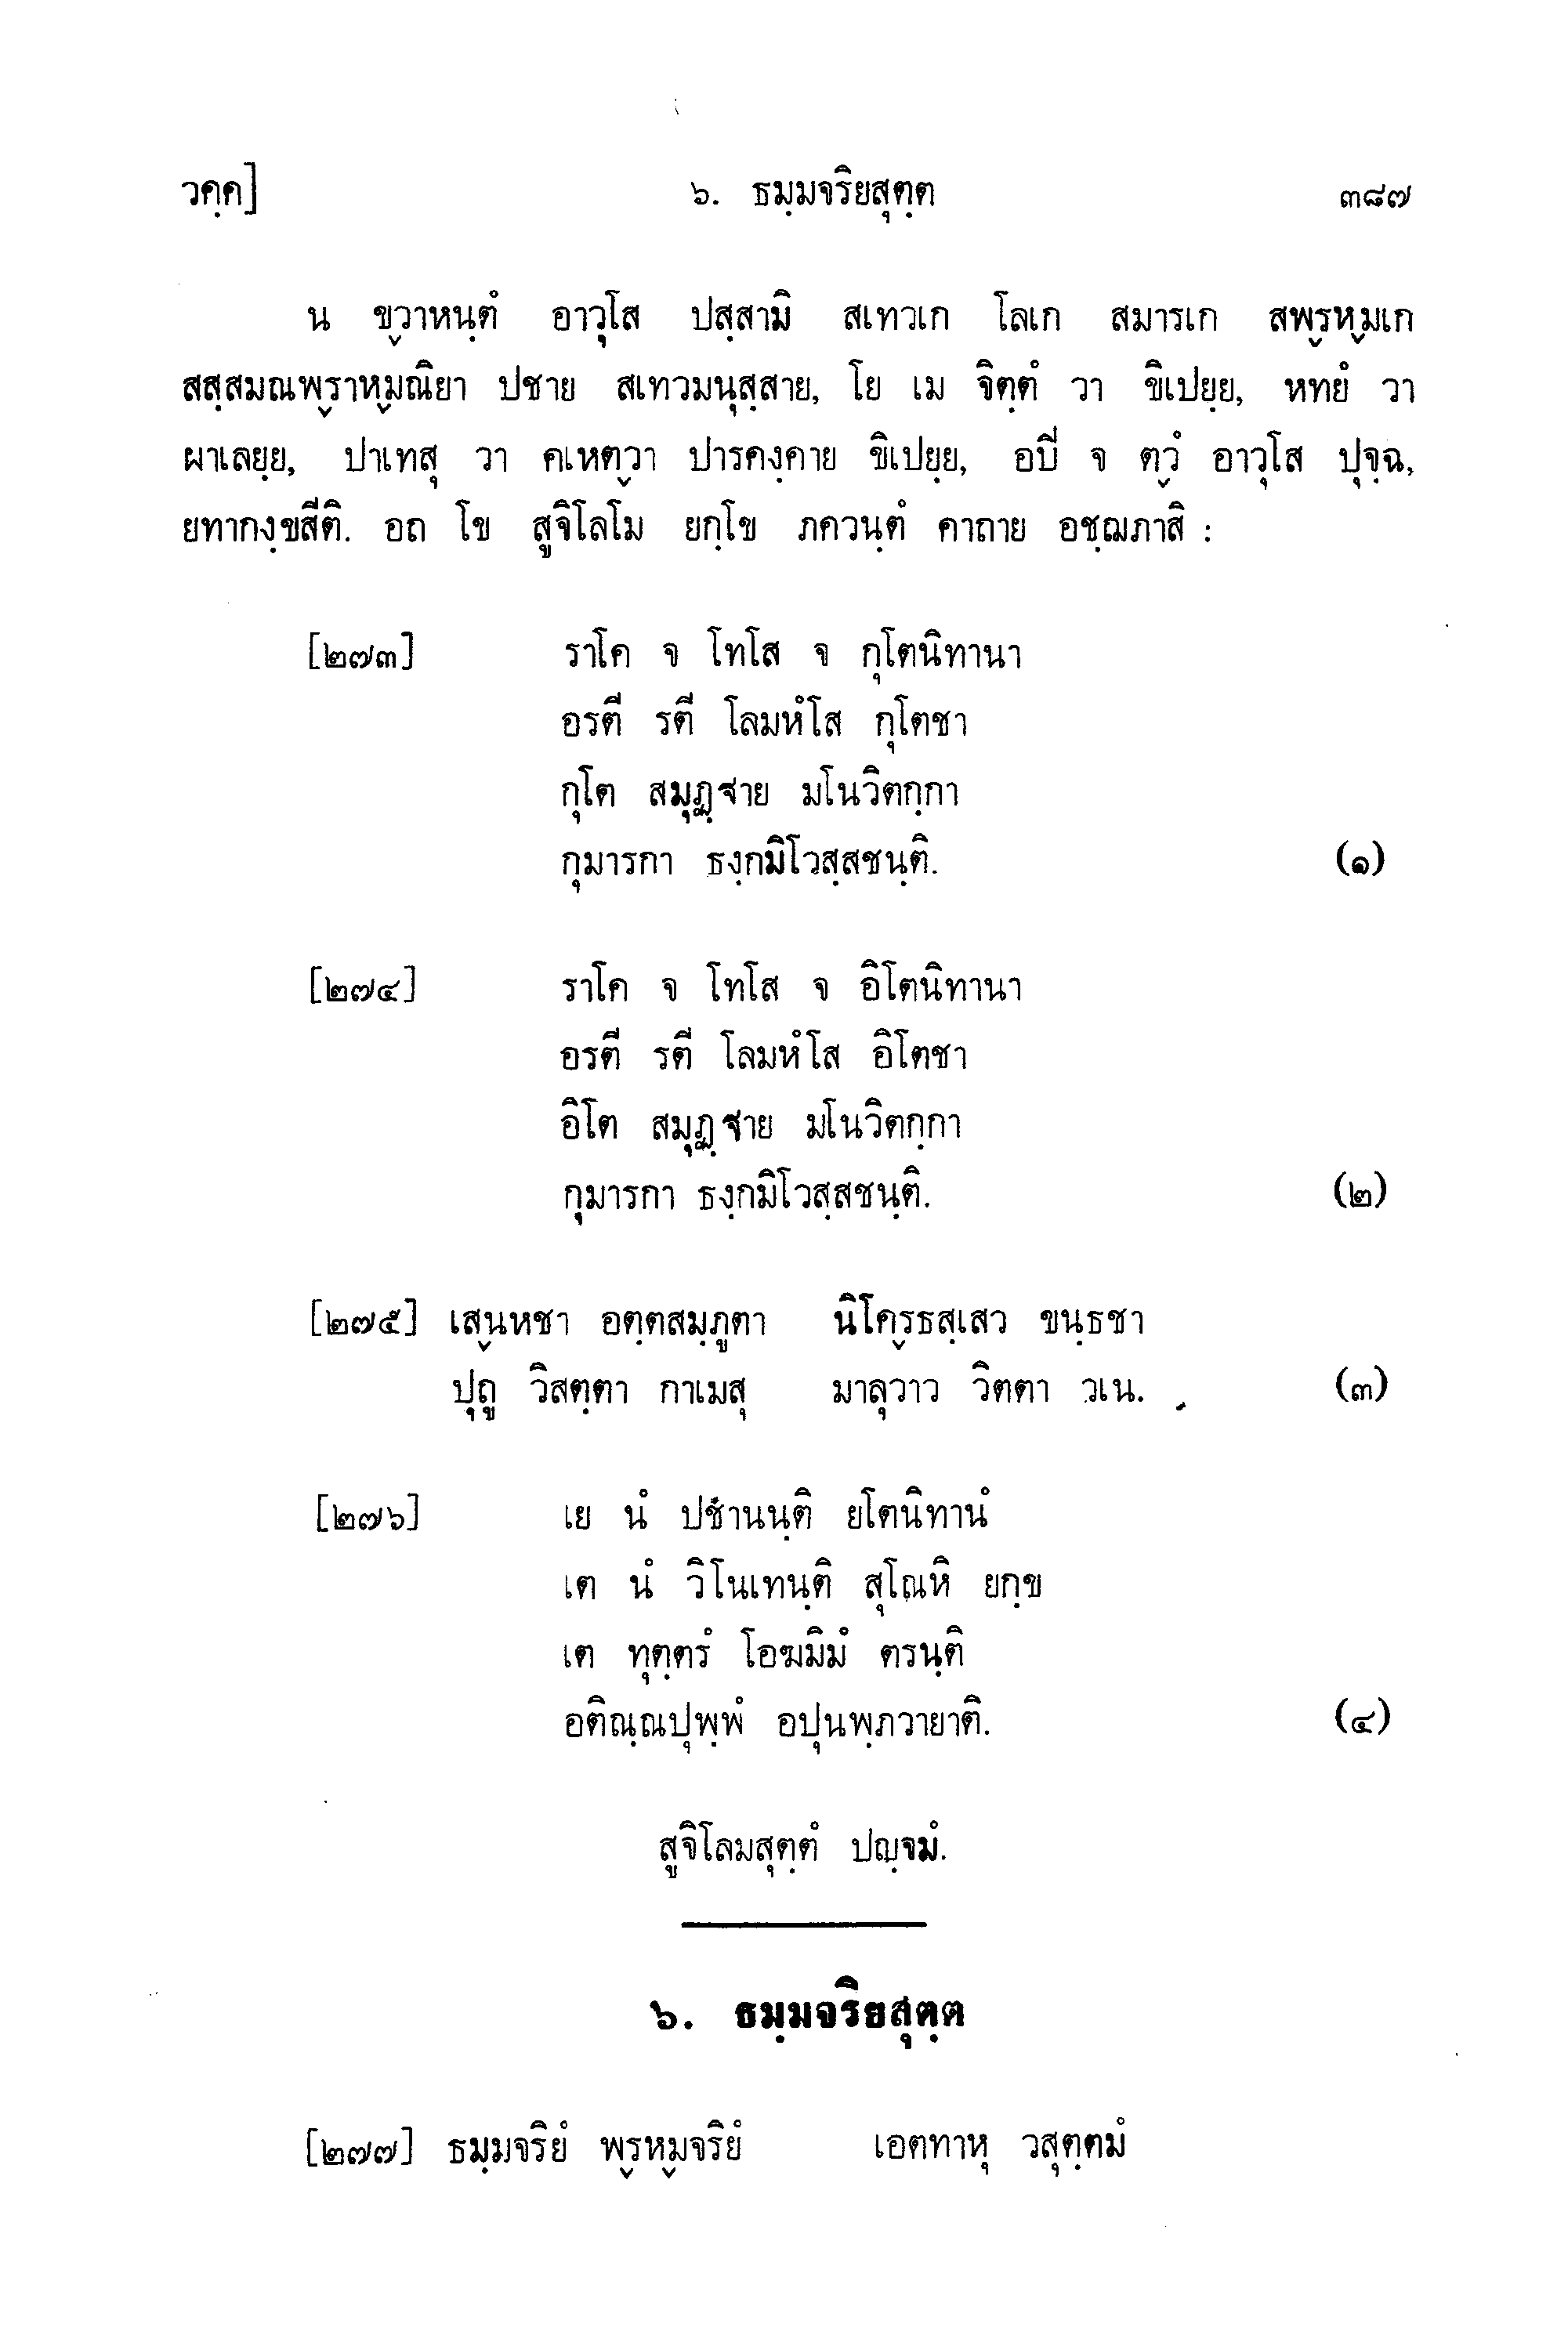 วคฺค] ๖. ธมฺมจริยสุตฺต ๓๘๗
น ขฺวาหนฺตํ อาวุโส ปสฺสามิ สเทวเก โลเก สมารเก สพฺรหฺมเก
สสฺสมณพฺราหฺมณิยา ปชาย สเทวมนุสฺสาย, โย เม จิตฺตํ วา ขิเปยฺย, หทยํ วา
ผาเลยฺย, ปาเทสุ วา คเหตฺวา ปารคงฺคาย ขิเปยฺย, อปิ จ ตฺวํ อาวุโส ปุจฺฉ,
ยทากงฺขสีติ. อถ โข สูจิโลโม ยกฺโข ภควนฺตํ คาถาย อชฺฌภาสิ :
[๒๗๓] ราโค จ โทโส จ กุโตนิทานา
อรตี รตี โลมหํโส กุโตชา
กุโต สมุฏฺฐาย มโนวิตกฺกา
กุมารกา ธงฺกมิโวสฺสชนฺติ. (๑)
[๒๗๔] ราโค จ โทโส จ อิโตนิทานา
อรตี รตี โลมหํโส อิโตชา
อิโต สมุฏฺฐาย มโนวิตกฺกา
กุมารกา ธงฺกมิโวสฺสชนฺติ. (๒)
[๒๗๕] เสฺนหชา อตฺตสมฺภูตา นิโคฺรธสฺเสว ขนฺธชา
ปุถู วิสตฺตา กาเมสุ มาลุวาว วิตตา วเน. (๓)
[๒๗๖] เย นํ ปชานนฺติ ยโตนิทานํ
เต นํ วิโนเทนฺติ สุโณหิ ยกฺข
เต ทุตฺตรํ โอฆมิมํ ตรนฺติ
อติณฺณปุพฺพํ อปุนพฺภวายาติ. (๔)
สูจิโลมสุตฺตํ ปญฺจมํ.
๖. ธมฺมจริยสุตฺต
[๒๗๗] ธมฺมจริยํ พฺรหฺมจริยํ เอตทาหุ วสุตฺตมํ